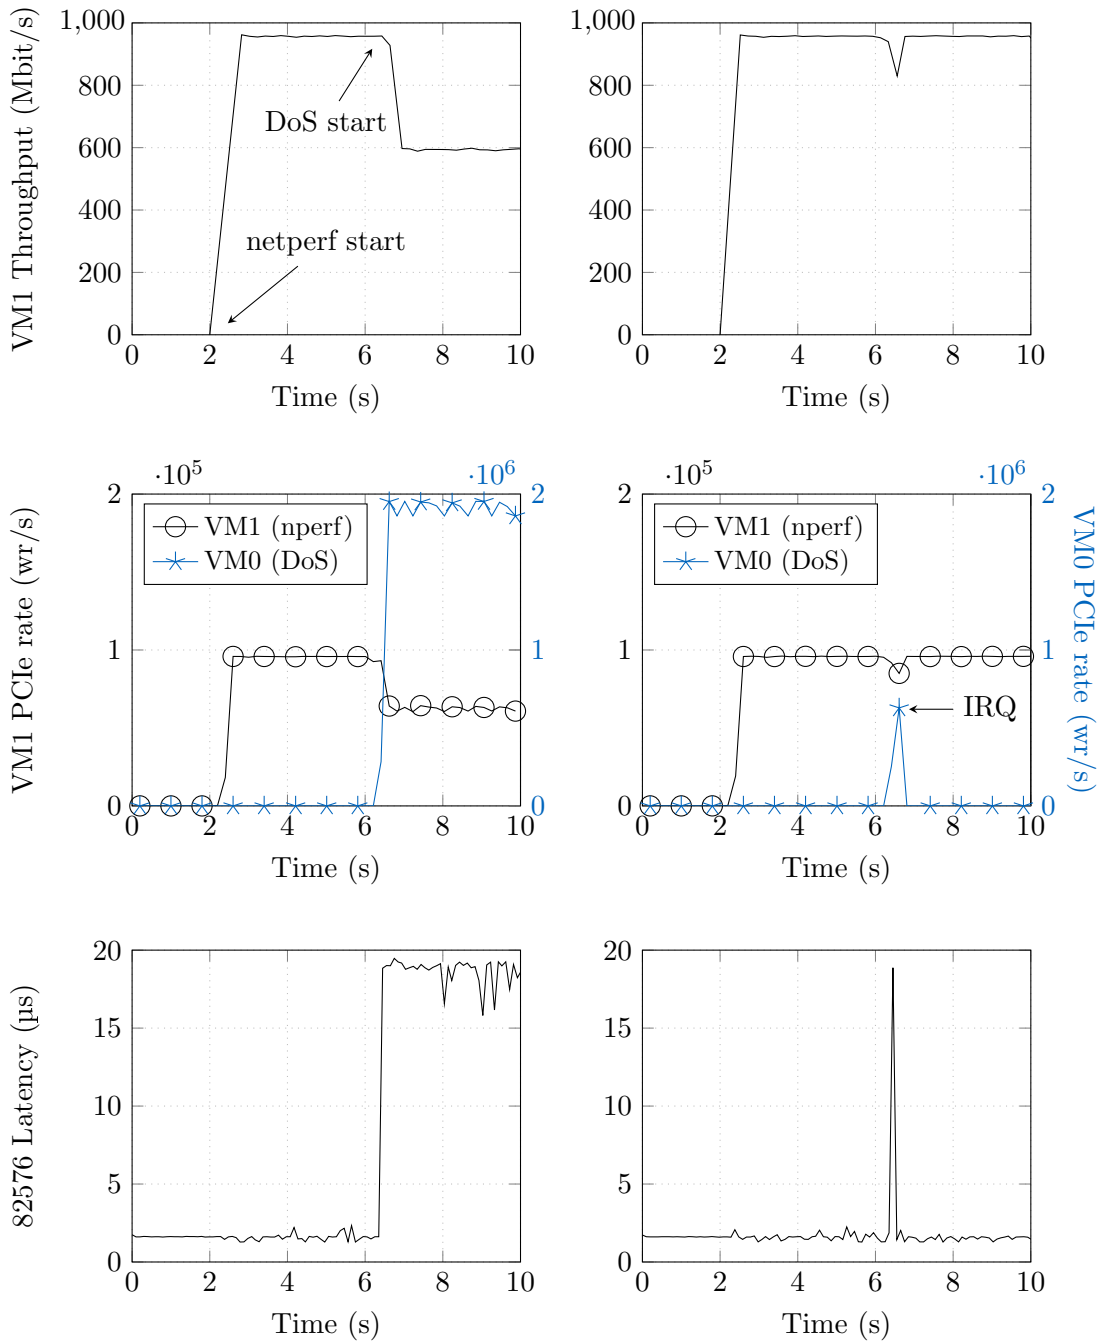 VM1 Throughput (Mbit/s)
1,000
800
600
400
200
0
DoS start
netperf start
0 2 4 6 8 10
Time (s)
1,000
800
600
400
200
0
0 2 4 6 8 10
Time (s)
VM1 PCIe rate (wr/s)
·10^5
·10^6
2
1
0
2
1
0
VM1 (nperf)
VM0 (DoS)
0 2 4 6 8 10
Time (s)
·10^5
·10^6
2
1
0
2
1
0
VM1 (nperf)
VM0 (DoS)
IRQ
0 2 4 6 8 10
Time (s)
VM0 PCIe rate (wr/s)
82576 Latency (µs)
20
15
10
5
0
0 2 4 6 8 10
Time (s)
20
15
10
5
0
0 2 4 6 8 10
Time (s)